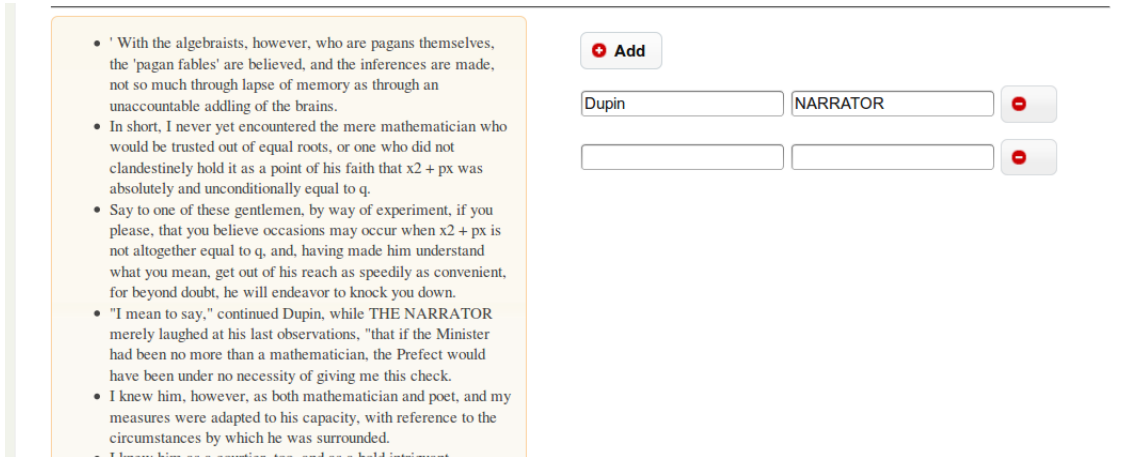 • ' With the algebraists, however, who are pagans themselves,
the 'pagan fables' are believed, and the inferences are made,
not so much through lapse of memory as through an
unaccountable addling of the brains.
• In short, I never yet encountered the mere mathematician who
would be trusted out of equal roots, or one who did not
clandestinely hold it as a point of his faith that x2 + px was
absolutely and unconditionally equal to q.
• Say to one of these gentlemen, by way of experiment, if you
please, that you believe occasions may occur when x2 + px is
not altogether equal to q, and, having made him understand
what you mean, get out of his reach as speedily as convenient,
for beyond doubt, he will endeavor to knock you down.
• "I mean to say," continued Dupin, while THE NARRATOR
merely laughed at his last observations, "that if the Minister
had been no more than a mathematician, the Prefect would
have been under no necessity of giving me this check.
• I knew him, however, as both mathematician and poet, and my
measures were adapted to his capacity, with reference to the
circumstances by which he was surrounded.
• I knew him as a courtier, too, and as a bold intriguant.
Add
Dupin NARRATOR